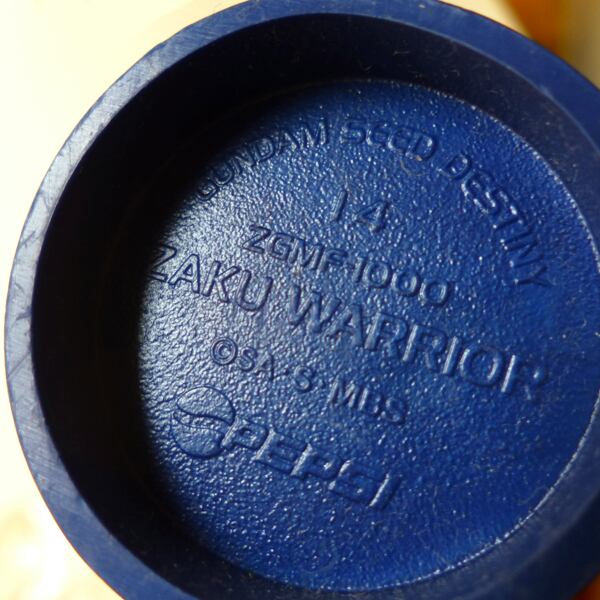 GUNDAM SEED DESTINY
14
ZGMF-1000
ZAKU WARRIOR
©SA·S·MBS
PEPSI